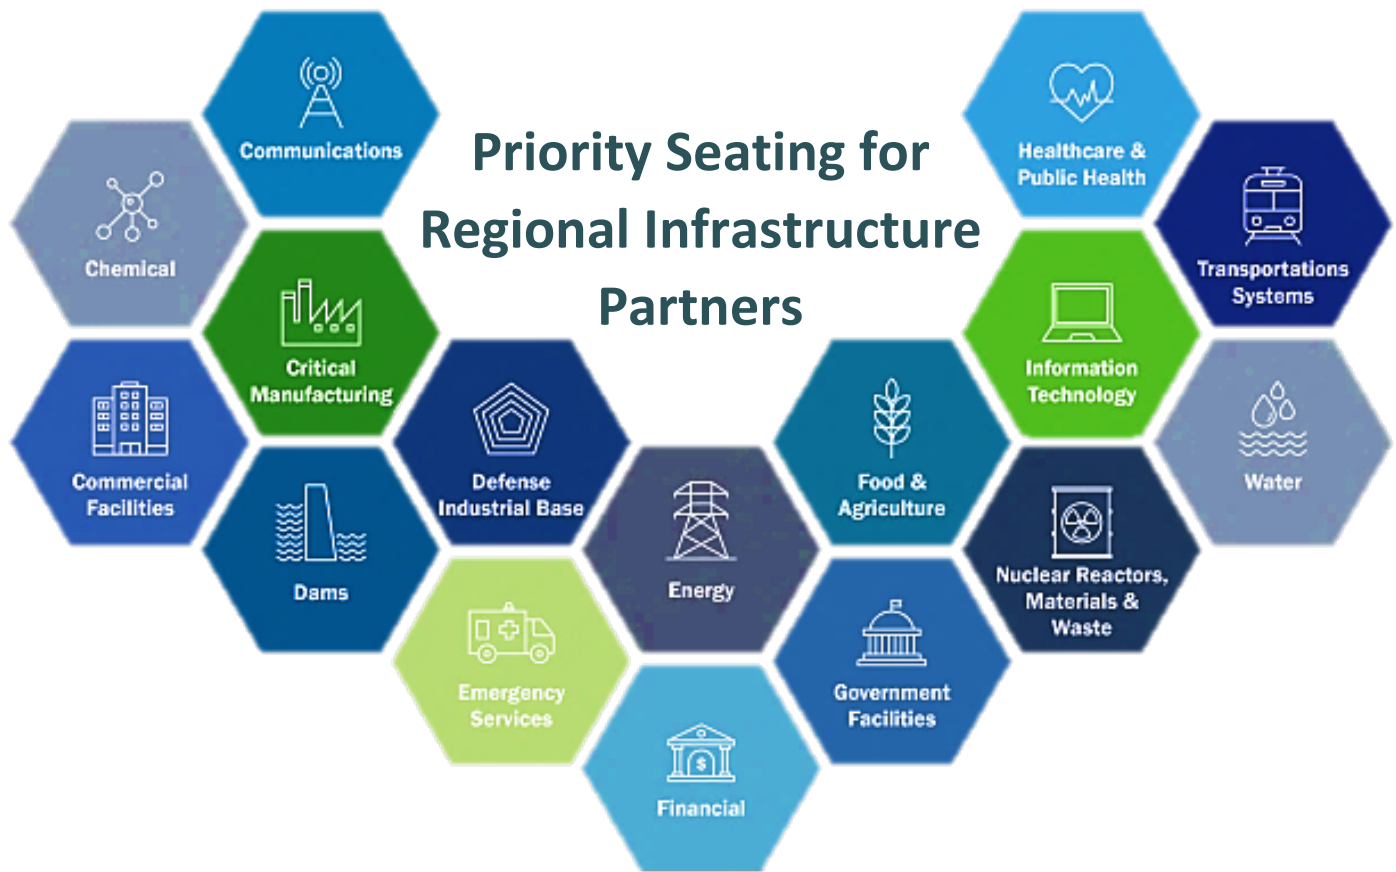 Communications
Priority Seating for
Regional Infrastructure
Partners
Healthcare &
Public Health
Chemical
Transportations
Systems
Critical
Manufacturing
Information
Technology
Commercial
Facilities
Defense
Industrial Base
Food &
Agriculture
Water
Dams
Energy
Nuclear Reactors,
Materials &
Waste
Emergency
Services
Government
Facilities
$
Financial